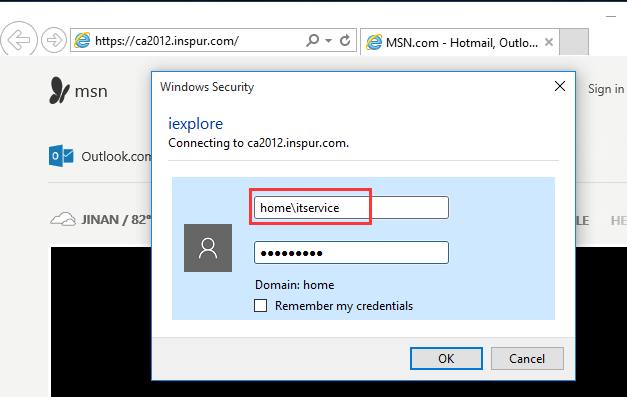 https://ca2012.inspur.com/
MSN.com - Hotmail, Outlo...
msn
Sign in
Outlook.com
JINAN / 82°
LE
HE
Windows Security
iexplore
Connecting to ca2012.inspur.com.
home\itservice
●●●●●●●●●
Domain: home
Remember my credentials
OK
Cancel